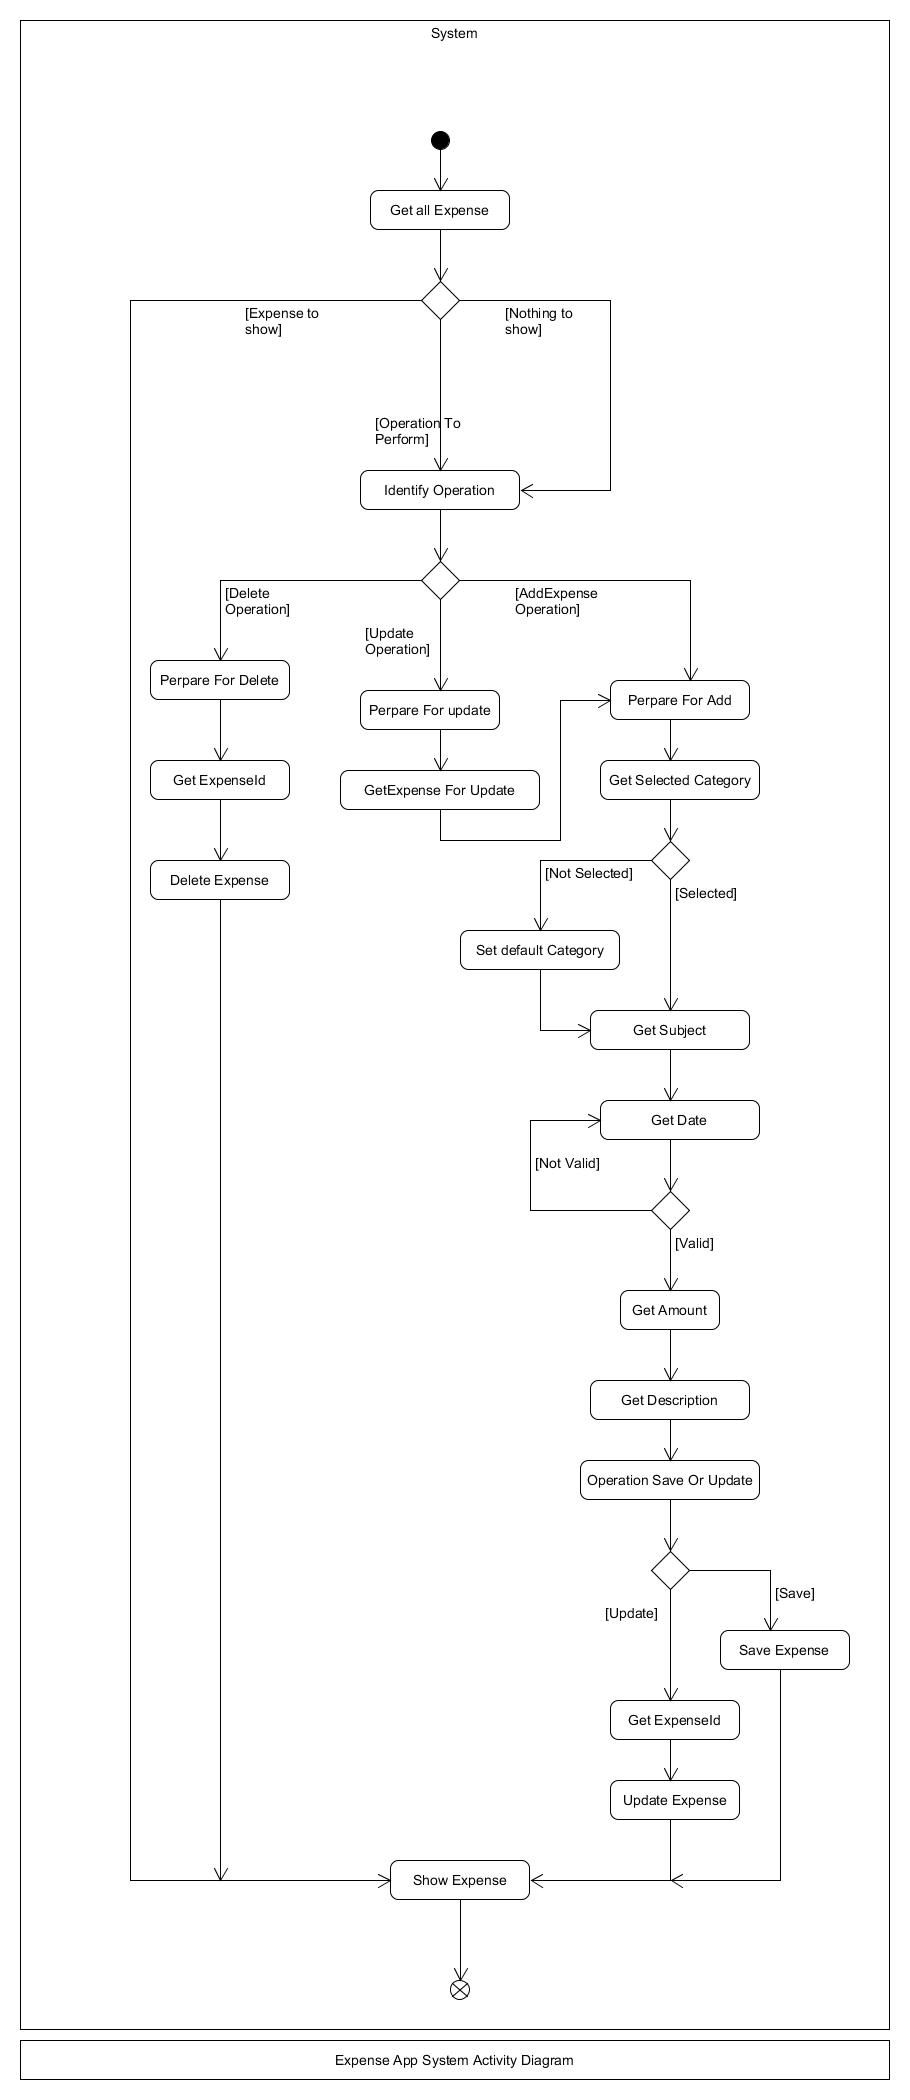 System
Get all Expense
[Expense to
show]
[Nothing to
show]
[Operation To
Perform]
Identify Operation
[Delete
Operation]
[AddExpense
Operation]
[Update
Operation]
Perpare For Delete
Perpare For update
Perpare For Add
Get ExpenseId
GetExpense For Update
Get Selected Category
Delete Expense
[Not Selected]
[Selected]
Set default Category
Get Subject
Get Date
[Not Valid]
[Valid]
Get Amount
Get Description
Operation Save Or Update
[Save]
[Update]
Save Expense
Get ExpenseId
Update Expense
Show Expense
Expense App System Activity Diagram